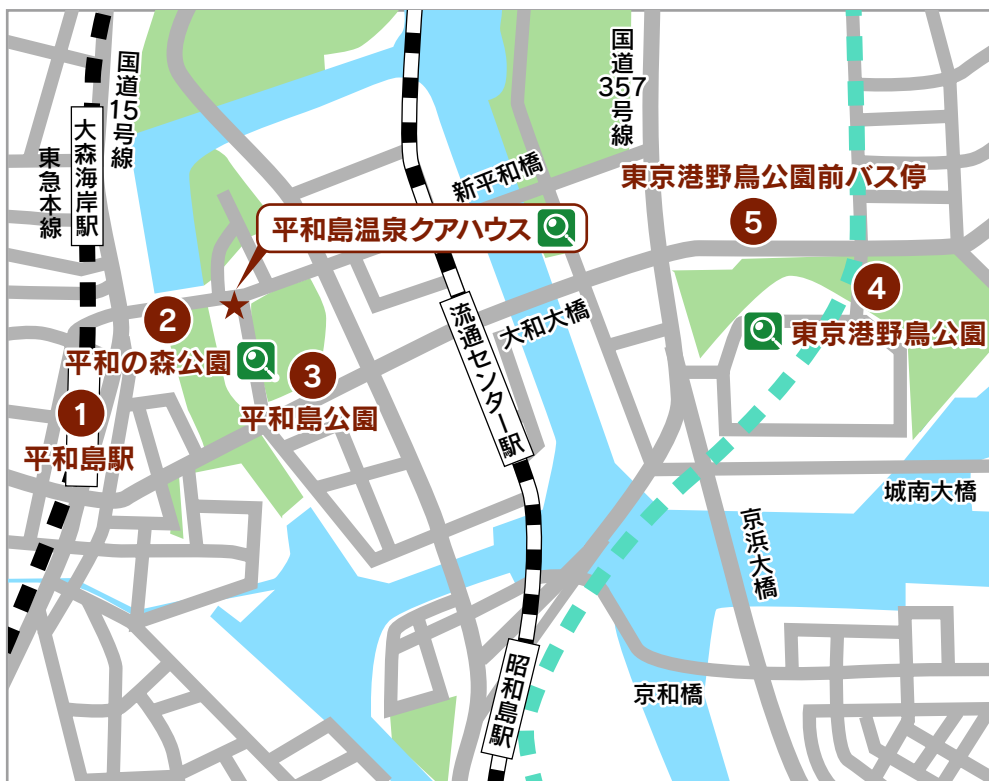 国道15号線
大森海岸駅
東急本線
国道357号線
新平和橋
東京港野鳥公園前バス停
5
平和島温泉クアハウス
4
東京港野鳥公園
2
平和の森公園
3
平和島公園
1
平和島駅
流通センター駅
大和大橋
城南大橋
京浜大橋
昭和島駅
京和橋